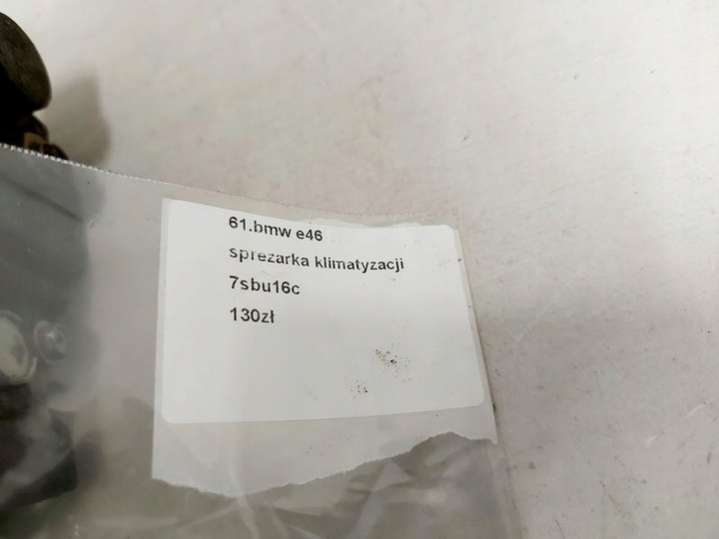 61.bmw e46
sprezarka klimatyzacji
7sbu16c
130zł